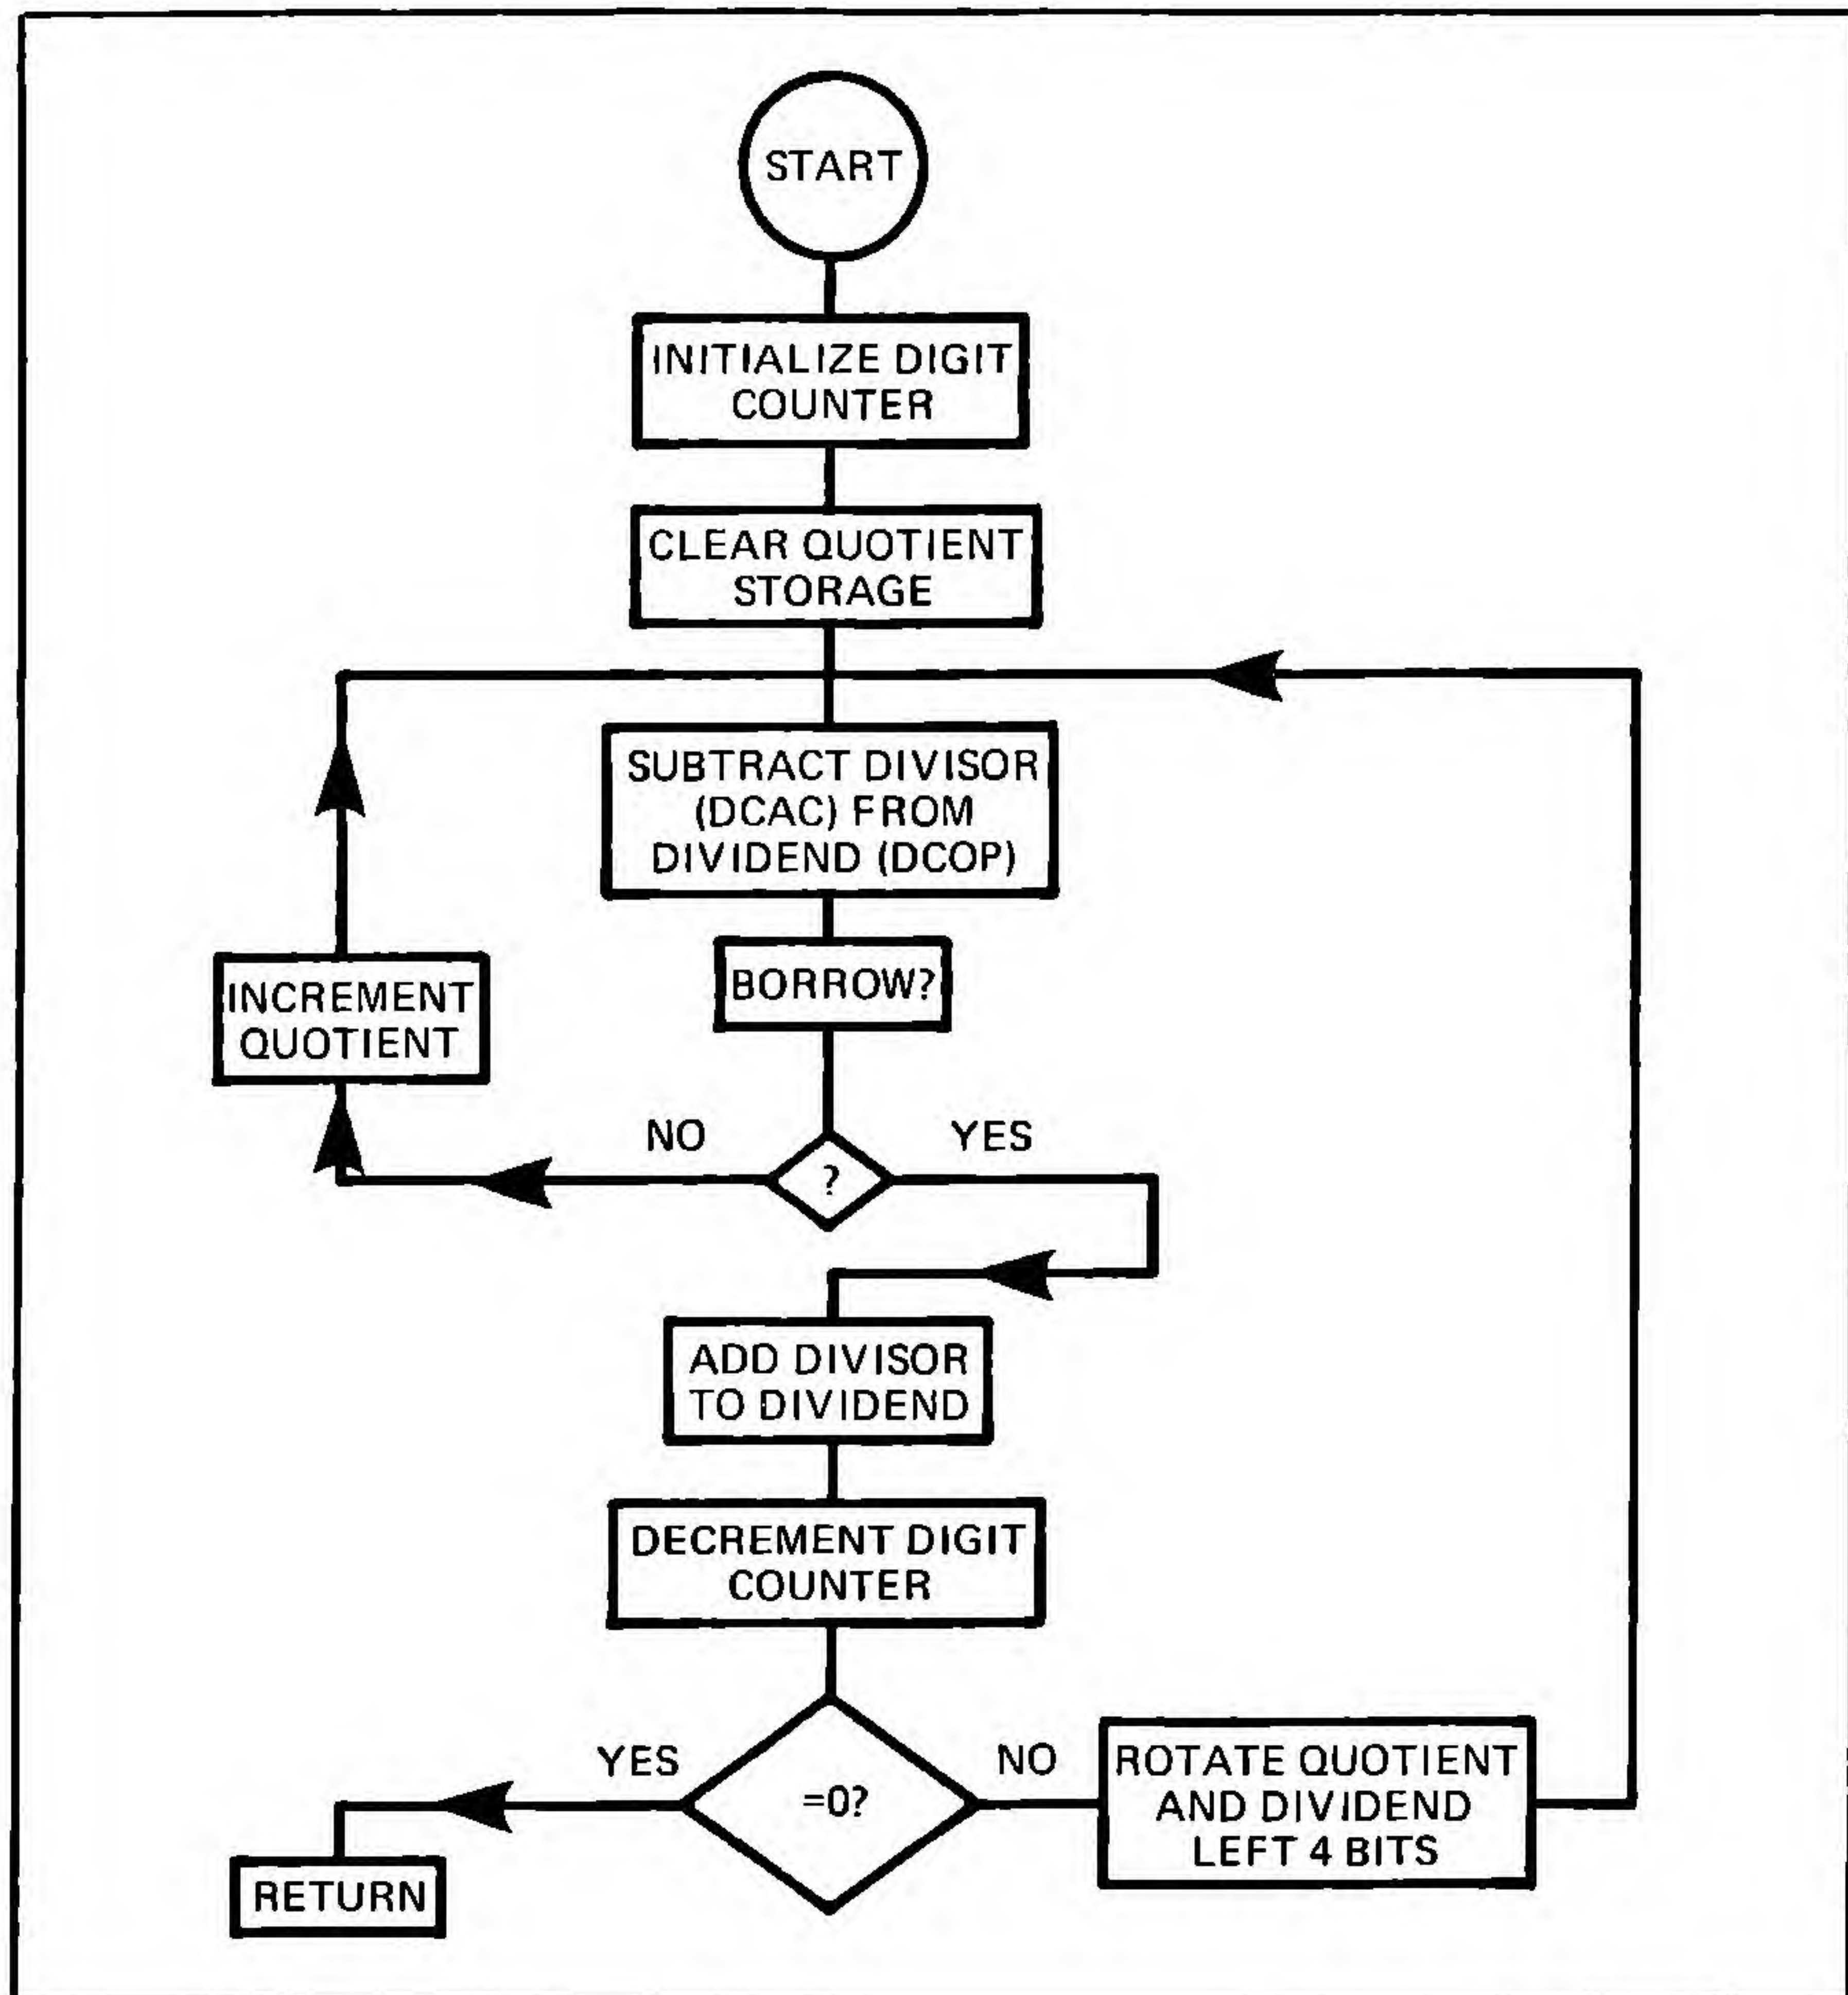 START
INITIALIZE DIGIT
COUNTER
CLEAR QUOTIENT
STORAGE
SUBTRACT DIVISOR
(DCAC) FROM
DIVIDEND (DCOP)
BORROW?
INCREMENT
QUOTIENT
NO
YES
?
ADD DIVISOR
TO DIVIDEND
DECREMENT DIGIT
COUNTER
YES
=0?
NO
ROTATE QUOTIENT
AND DIVIDEND
LEFT 4 BITS
RETURN